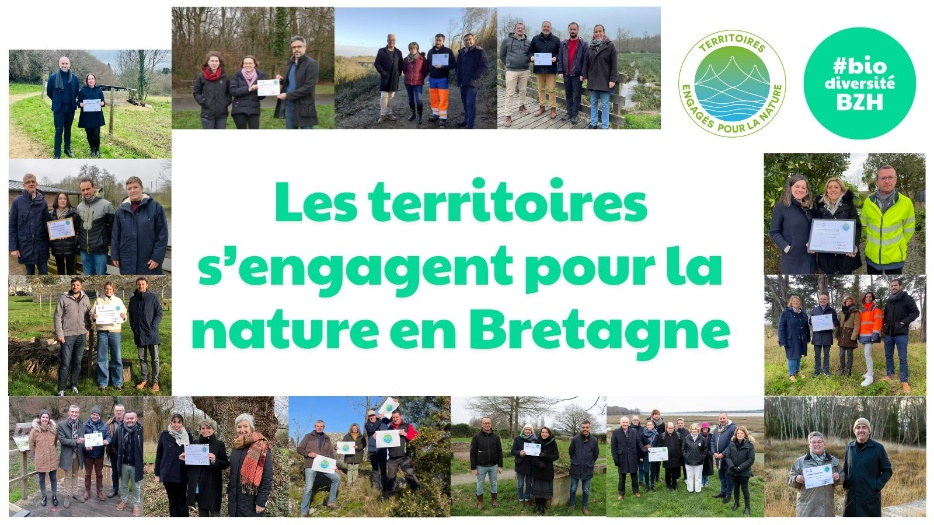 TERRITOIRES
ENGAGÉS POUR LA NATURE
#bio
diversité
BZH
Les territoires
s’engagent pour la
nature en Bretagne